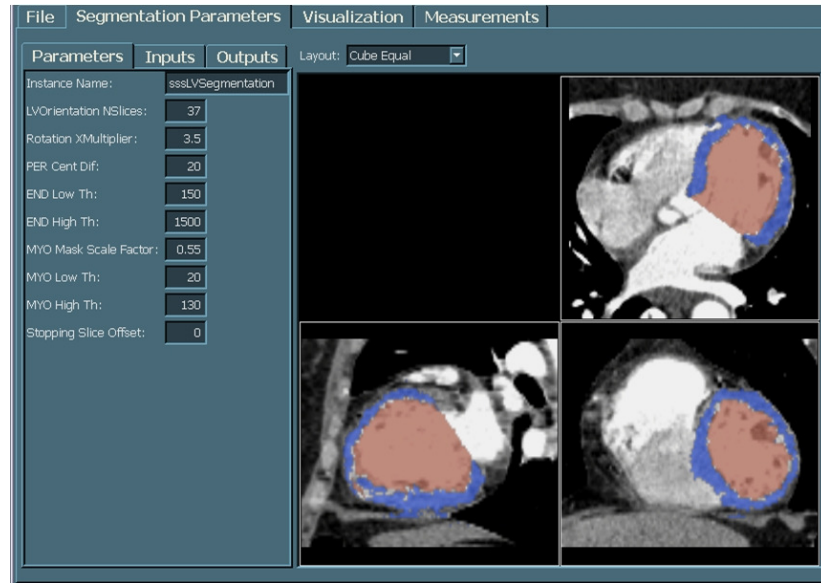 File Segmentation Parameters Visualization Measurements
Parameters Inputs Outputs Layout: Cube Equal
Instance Name: sssLVSegmentation
LVOrientation NSlices: 37
Rotation XMultiplier: 3.5
PER Cent Dif: 20
END Low Th: 150
END High Th: 1500
MYO Mask Scale Factor: 0.55
MYO Low Th: 20
MYO High Th: 130
Stopping Slice Offset: 0